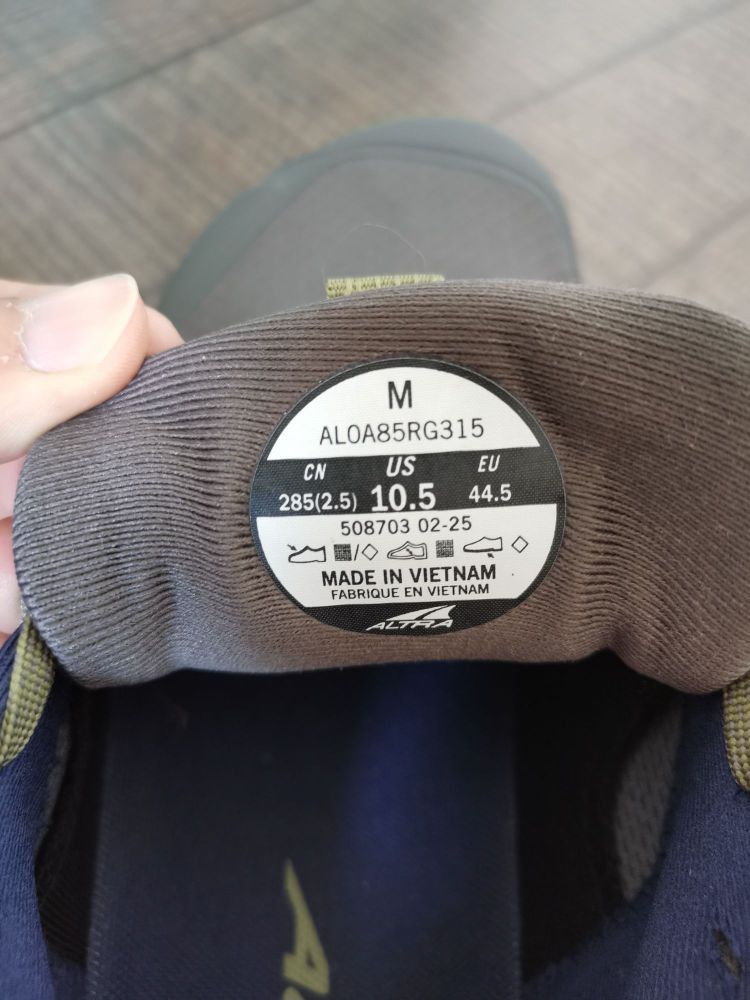 M
AL0A85RG315
CN US EU
285(2.5) 10.5 44.5
508703 02-25
MADE IN VIETNAM
FABRIQUE EN VIETNAM
ALTRA